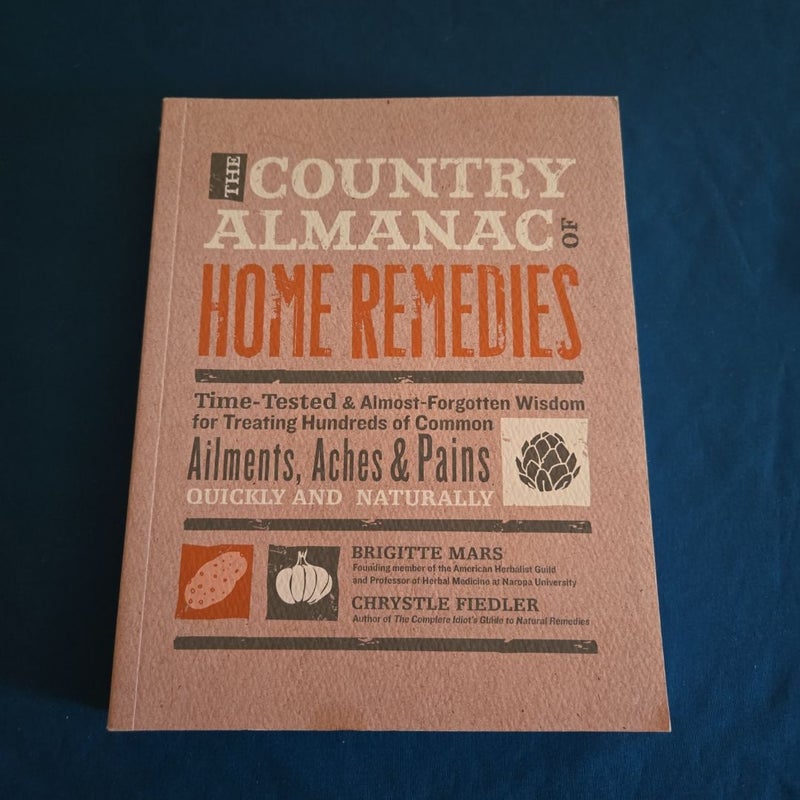 THE COUNTRY
ALMANAC OF
HOME REMEDIES
Time-Tested & Almost-Forgotten Wisdom
for Treating Hundreds of Common
Ailments, Aches & Pains
QUICKLY AND NATURALLY
BRIGITTE MARS
Founding member of the American Herbalist Guild
and Professor of Herbal Medicine at Naropa University
CHRYSTLE FIEDLER
Author of The Complete Idiot's Guide to Natural Remedies